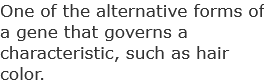 One of the alternative forms of
a gene that governs a
characteristic, such as hair
color.